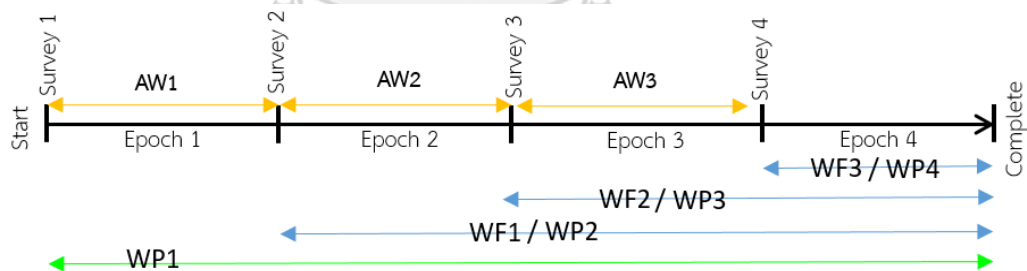 Survey 1
Survey 2
Survey 3
Survey 4
AW1
AW2
AW3
Start
Epoch 1
Epoch 2
Epoch 3
Epoch 4
Complete
WF3 / WP4
WF2 / WP3
WF1 / WP2
WP1